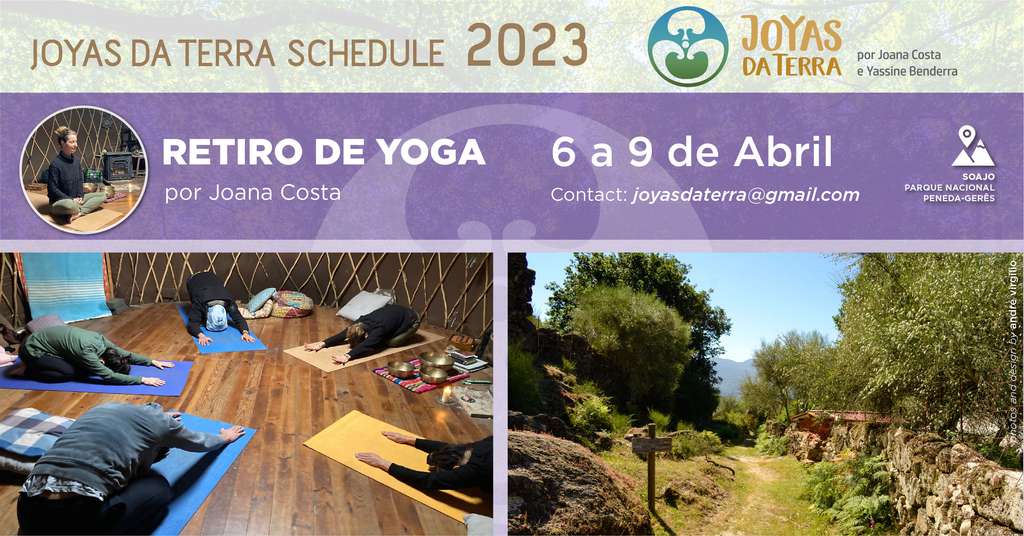 JOYAS DA TERRA SCHEDULE 2023
JOYAS
DA TERRA
por Joana Costa
e Yassine Benderra
RETIRO DE YOGA
por Joana Costa
6 a 9 de Abril
Contact: joyasdaterra@gmail.com
SOAJO
PARQUE NACIONAL
PENEDA-GERÊS
photos and design by andré virgílio